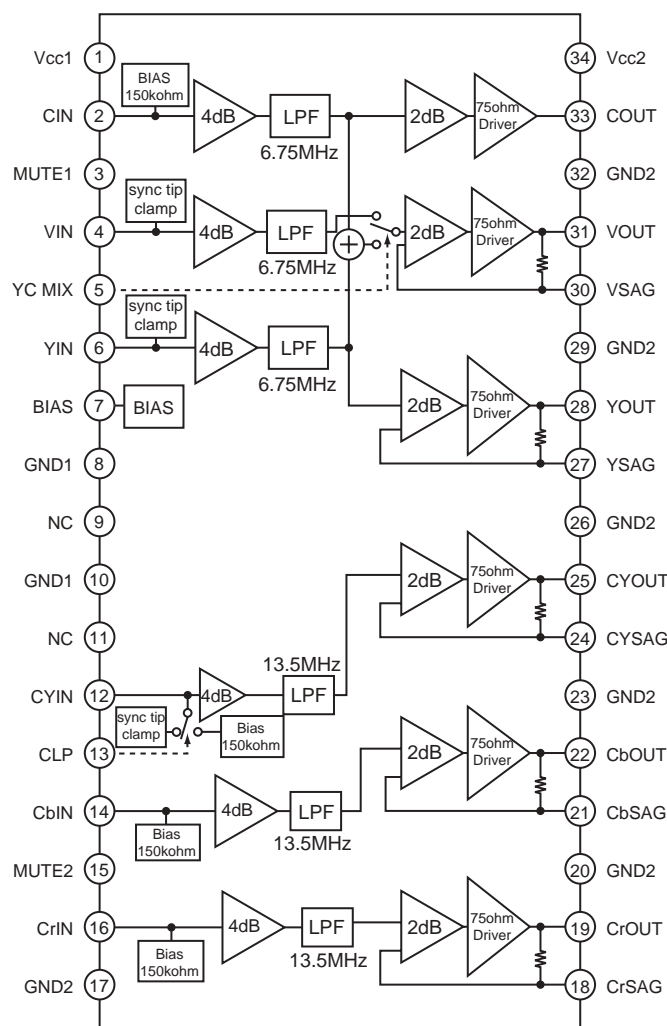 Vcc1 1 34 Vcc2
BIAS
150kohm
CIN 2 4dB LPF 2dB 75ohm Driver 33 COUT
6.75MHz
MUTE1 3 32 GND2
sync tip
clamp
VIN 4 4dB LPF + 2dB 75ohm Driver 31 VOUT
6.75MHz
YC MIX 5 30 VSAG
sync tip
clamp
YIN 6 4dB LPF 29 GND2
6.75MHz
BIAS 7 BIAS 2dB 75ohm Driver 28 YOUT
GND1 8 27 YSAG
NC 9 26 GND2
GND1 10 2dB 75ohm Driver 25 CYOUT
NC 11 24 CYSAG
13.5MHz
CYIN 12 4dB LPF 23 GND2
sync tip
clamp
Bias
150kohm
CLP 13 2dB 75ohm Driver 22 CbOUT
CbIN 14 4dB LPF 21 CbSAG
Bias
150kohm
13.5MHz
MUTE2 15 20 GND2
CrIN 16 4dB LPF 2dB 75ohm Driver 19 CrOUT
Bias
150kohm
13.5MHz
GND2 17 18 CrSAG